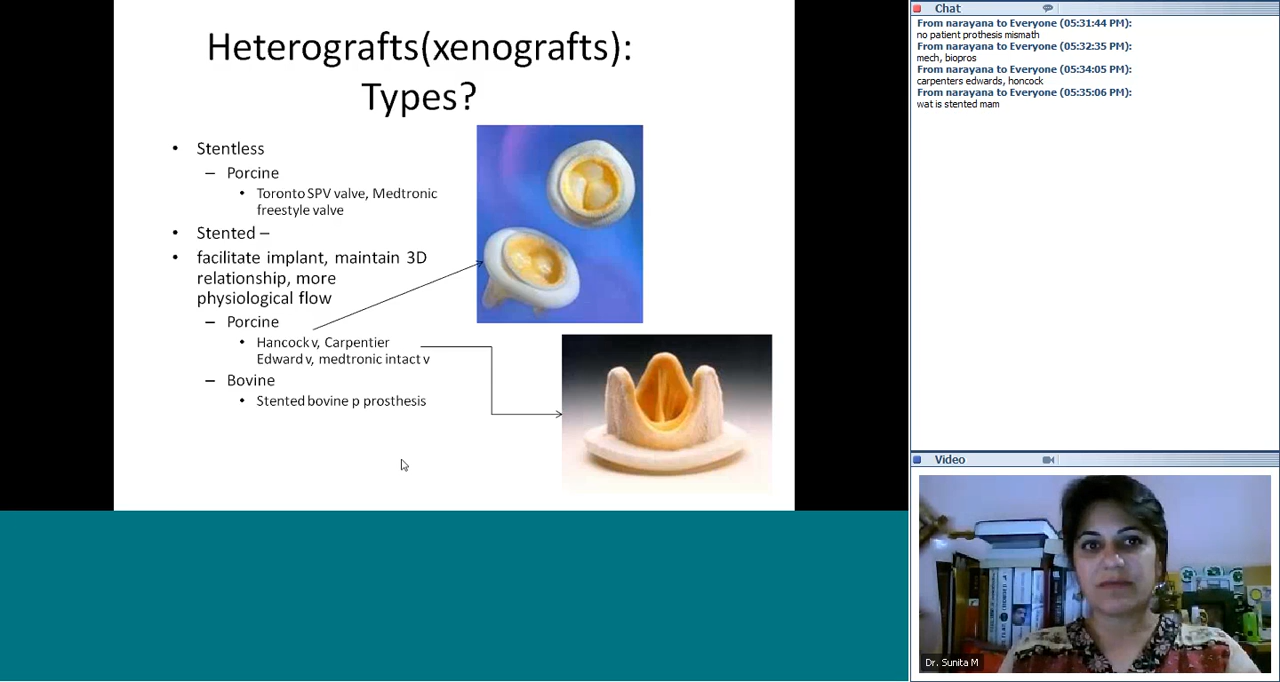 Heterografts(xenografts):
Types?
• Stentless
– Porcine
• Toronto SPV valve, Medtronic
freestyle valve
• Stented –
• facilitate implant, maintain 3D
relationship, more
physiological flow
– Porcine
• Hancock v, Carpentier
Edward v, medtronic intact v
– Bovine
• Stented bovine p prosthesis
Chat
From narayana to Everyone (05:31:44 PM):
no patient prothesis mismath
From narayana to Everyone (05:32:35 PM):
mech, biopros
From narayana to Everyone (05:34:05 PM):
carpenters edwards, honcock
From narayana to Everyone (05:35:06 PM):
wat is stented mam
Video
Dr. Sunita M